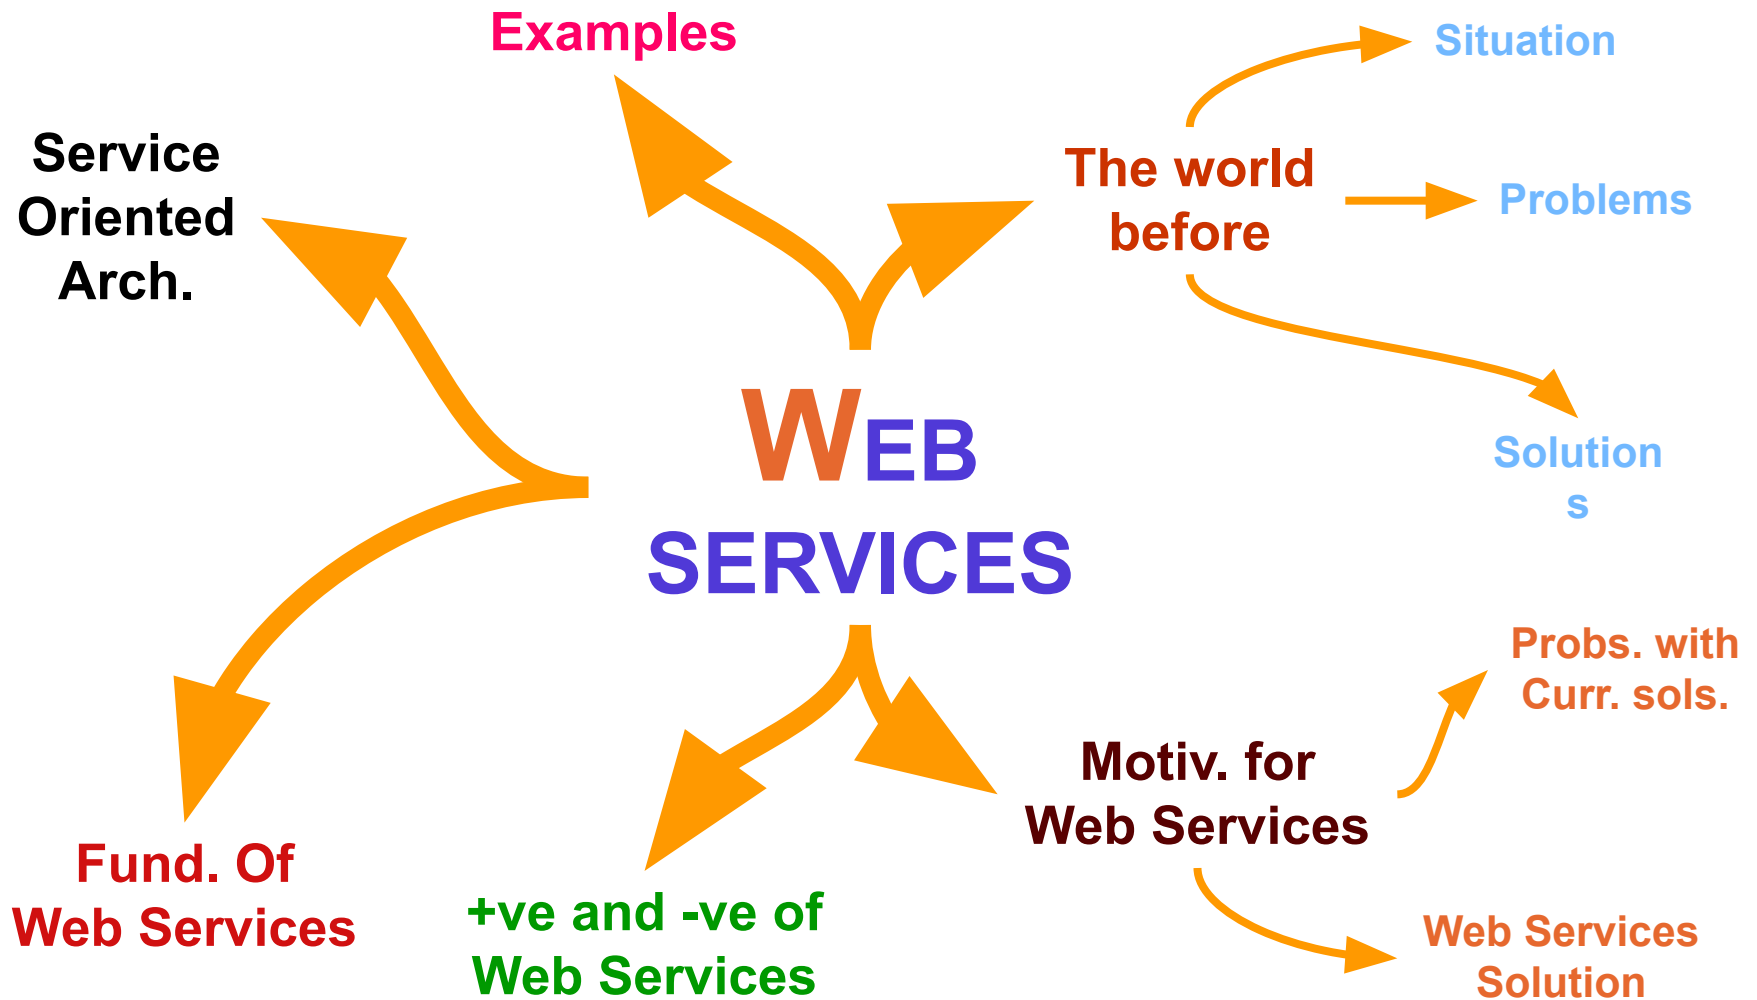 Examples
Situation
Service
Oriented
Arch.
The world
before
Problems
WEB
SERVICES
Solution
s
Probs. with
Curr. sols.
Motiv. for
Web Services
Fund. Of
Web Services
+ve and -ve of
Web Services
Web Services
Solution